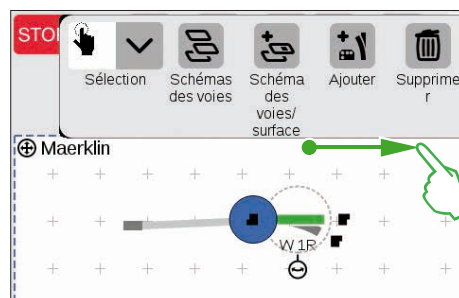 STO
Sélection
Schémas
des voies
Schéma
des
voies/
surface
Ajouter
Supprime
r
Maerklin
W 1R